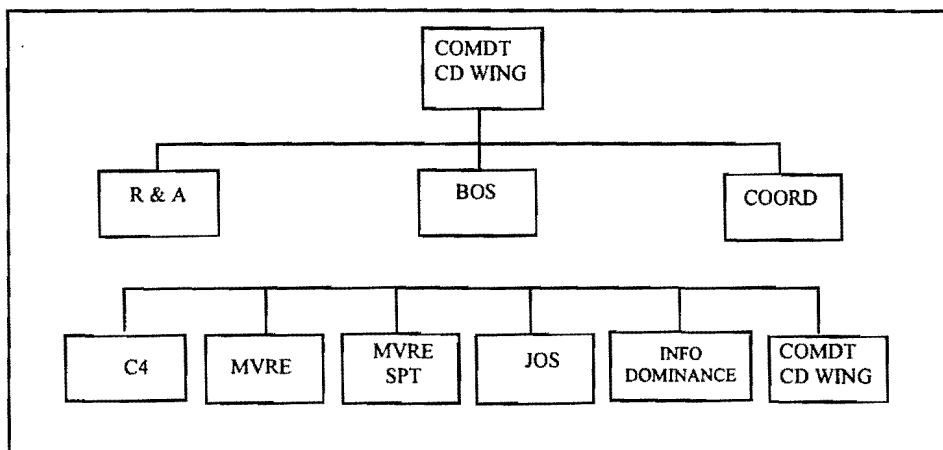 COMDT
CD WING
R & A
BOS
COORD
C4
MVRE
MVRE
SPT
JOS
INFO
DOMINANCE
COMDT
CD WING